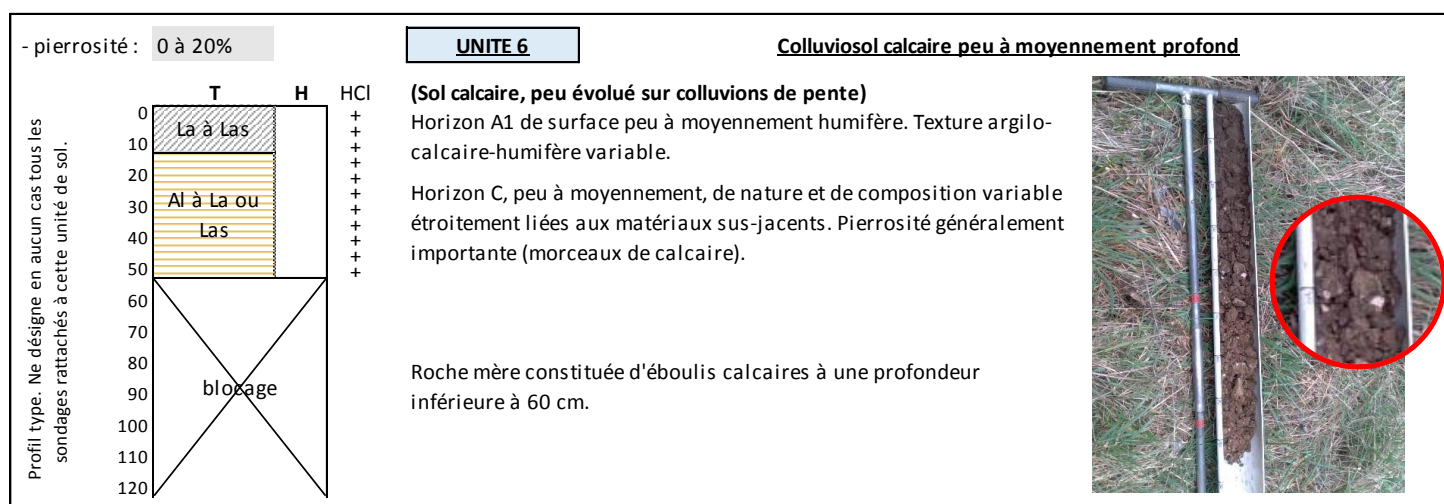 - pierrosité : 0 à 20%
UNITE 6
Colluviosol calcaire peu à moyennement profond
Profil type. Ne désigne en aucun cas tous les
sondages rattachés à cette unité de sol.
T H HCl
0
10
20
30
40
50
60
70
80
90
100
110
120
La à Las
Al à La ou
Las
blocage
+
+
+
+
+
+
+
+
+
+
+
(Sol calcaire, peu évolué sur colluvions de pente)
Horizon A1 de surface peu à moyennement humifère. Texture argilo-
calcaire-humifère variable.
Horizon C, peu à moyennement, de nature et de composition variable
étroitement liées aux matériaux sus-jacents. Pierrosité généralement
importante (morceaux de calcaire).
Roche mère constituée d'éboulis calcaires à une profondeur
inférieure à 60 cm.